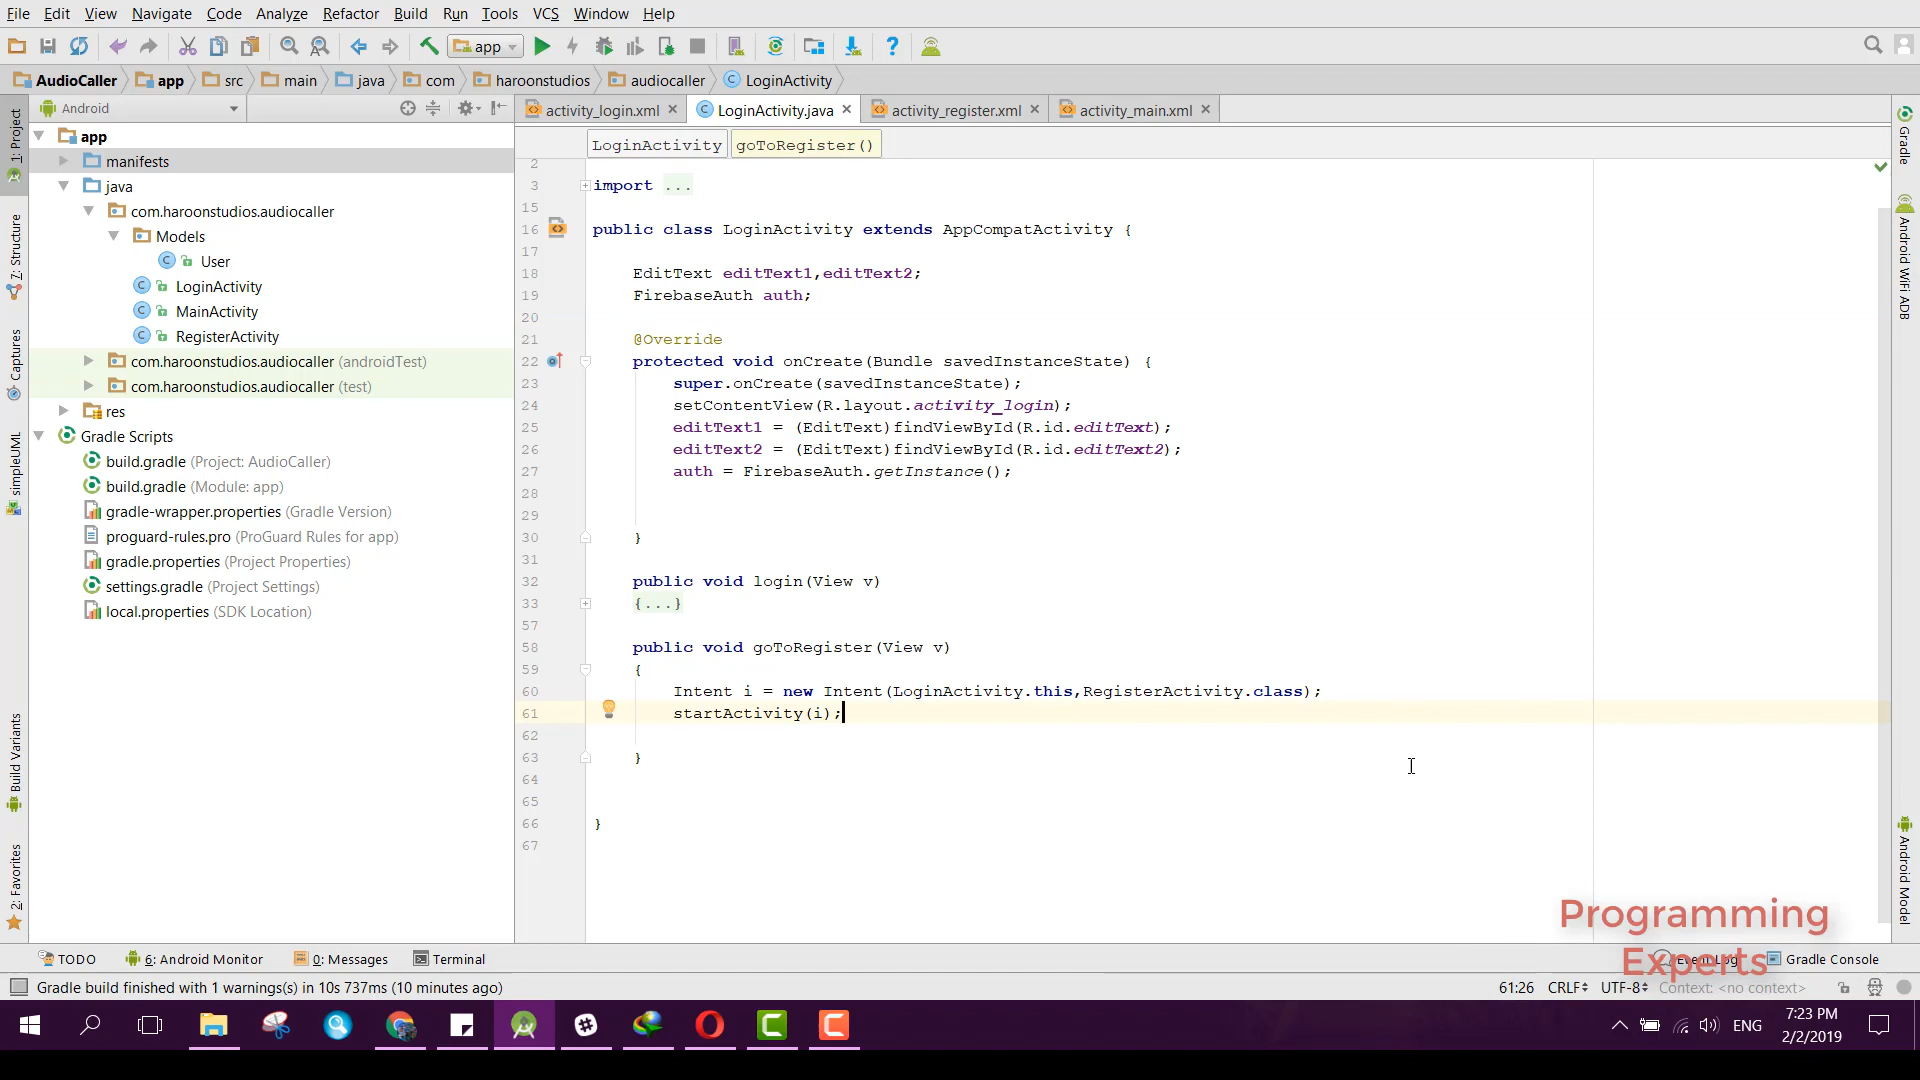 File Edit View Navigate Code Analyze Refactor Build Run Tools VCS Window Help
app
AudioCaller app src main java com haroonstudios audiocaller LoginActivity
Android
activity_login.xml LoginActivity.java activity_register.xml activity_main.xml
LoginActivity goToRegister()
1: Project
7: Structure
Captures
simpleUML
Build Variants
2: Favorites
app
manifests
java
com.haroonstudios.audiocaller
Models
User
LoginActivity
MainActivity
RegisterActivity
com.haroonstudios.audiocaller (androidTest)
com.haroonstudios.audiocaller (test)
res
Gradle Scripts
build.gradle (Project: AudioCaller)
build.gradle (Module: app)
gradle-wrapper.properties (Gradle Version)
proguard-rules.pro (ProGuard Rules for app)
gradle.properties (Project Properties)
settings.gradle (Project Settings)
local.properties (SDK Location)
2
3 import ...
15
16 public class LoginActivity extends AppCompatActivity {
17
18 EditText editText1,editText2;
19 FirebaseAuth auth;
20
21 @Override
22 protected void onCreate(Bundle savedInstanceState) {
23 super.onCreate(savedInstanceState);
24 setContentView(R.layout.activity_login);
25 editText1 = (EditText)findViewById(R.id.editText);
26 editText2 = (EditText)findViewById(R.id.editText2);
27 auth = FirebaseAuth.getInstance();
28
29
30 }
31
32 public void login(View v)
33 {...}
57
58 public void goToRegister(View v)
59 {
60 Intent i = new Intent(LoginActivity.this,RegisterActivity.class);
61 startActivity(i);
62
63 }
64
65
66 }
67
Gradle
Android WiFi ADB
Android Model
Programming
Experts
TODO 6: Android Monitor 0: Messages Terminal Event Log Gradle Console
Gradle build finished with 1 warnings(s) in 10s 737ms (10 minutes ago) 61:26 CRLF UTF-8 Context: <no context>
ENG 7:23 PM
2/2/2019